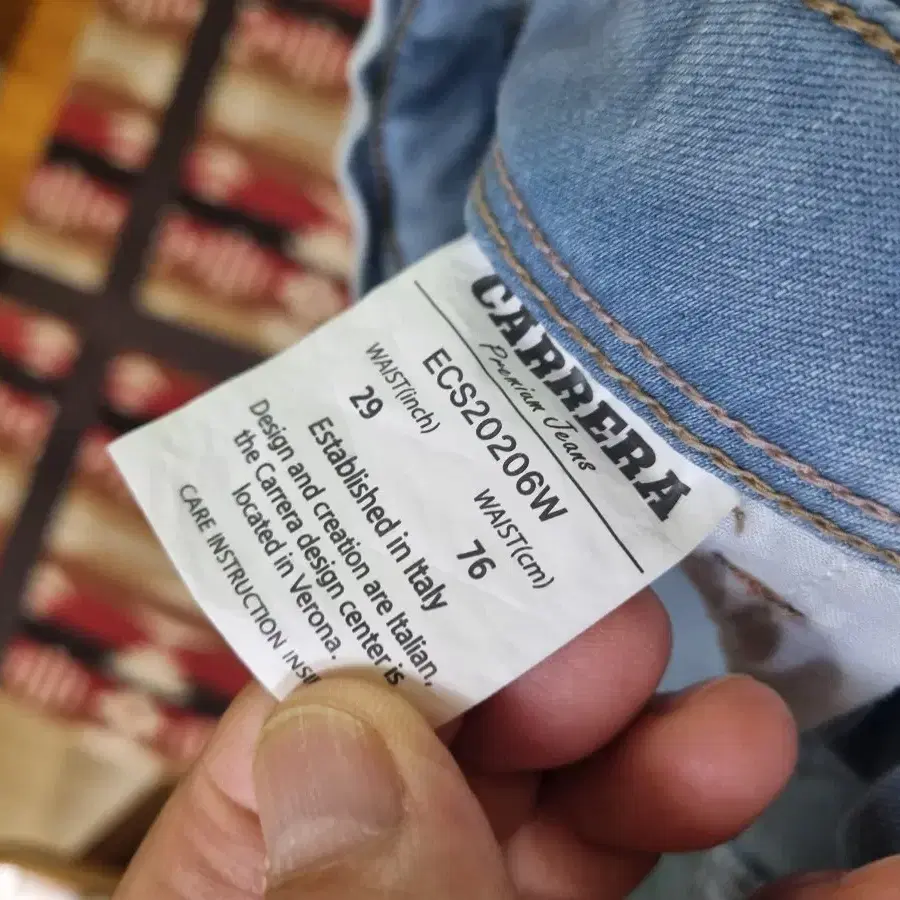 CARRERA
Premium Jeans
ECS20206W
WAIST(inch) WAIST(cm)
29 76
Established in Italy
Design and creation are Italian,
the Carrera design center is
located in Verona.
CARE INSTRUCTION